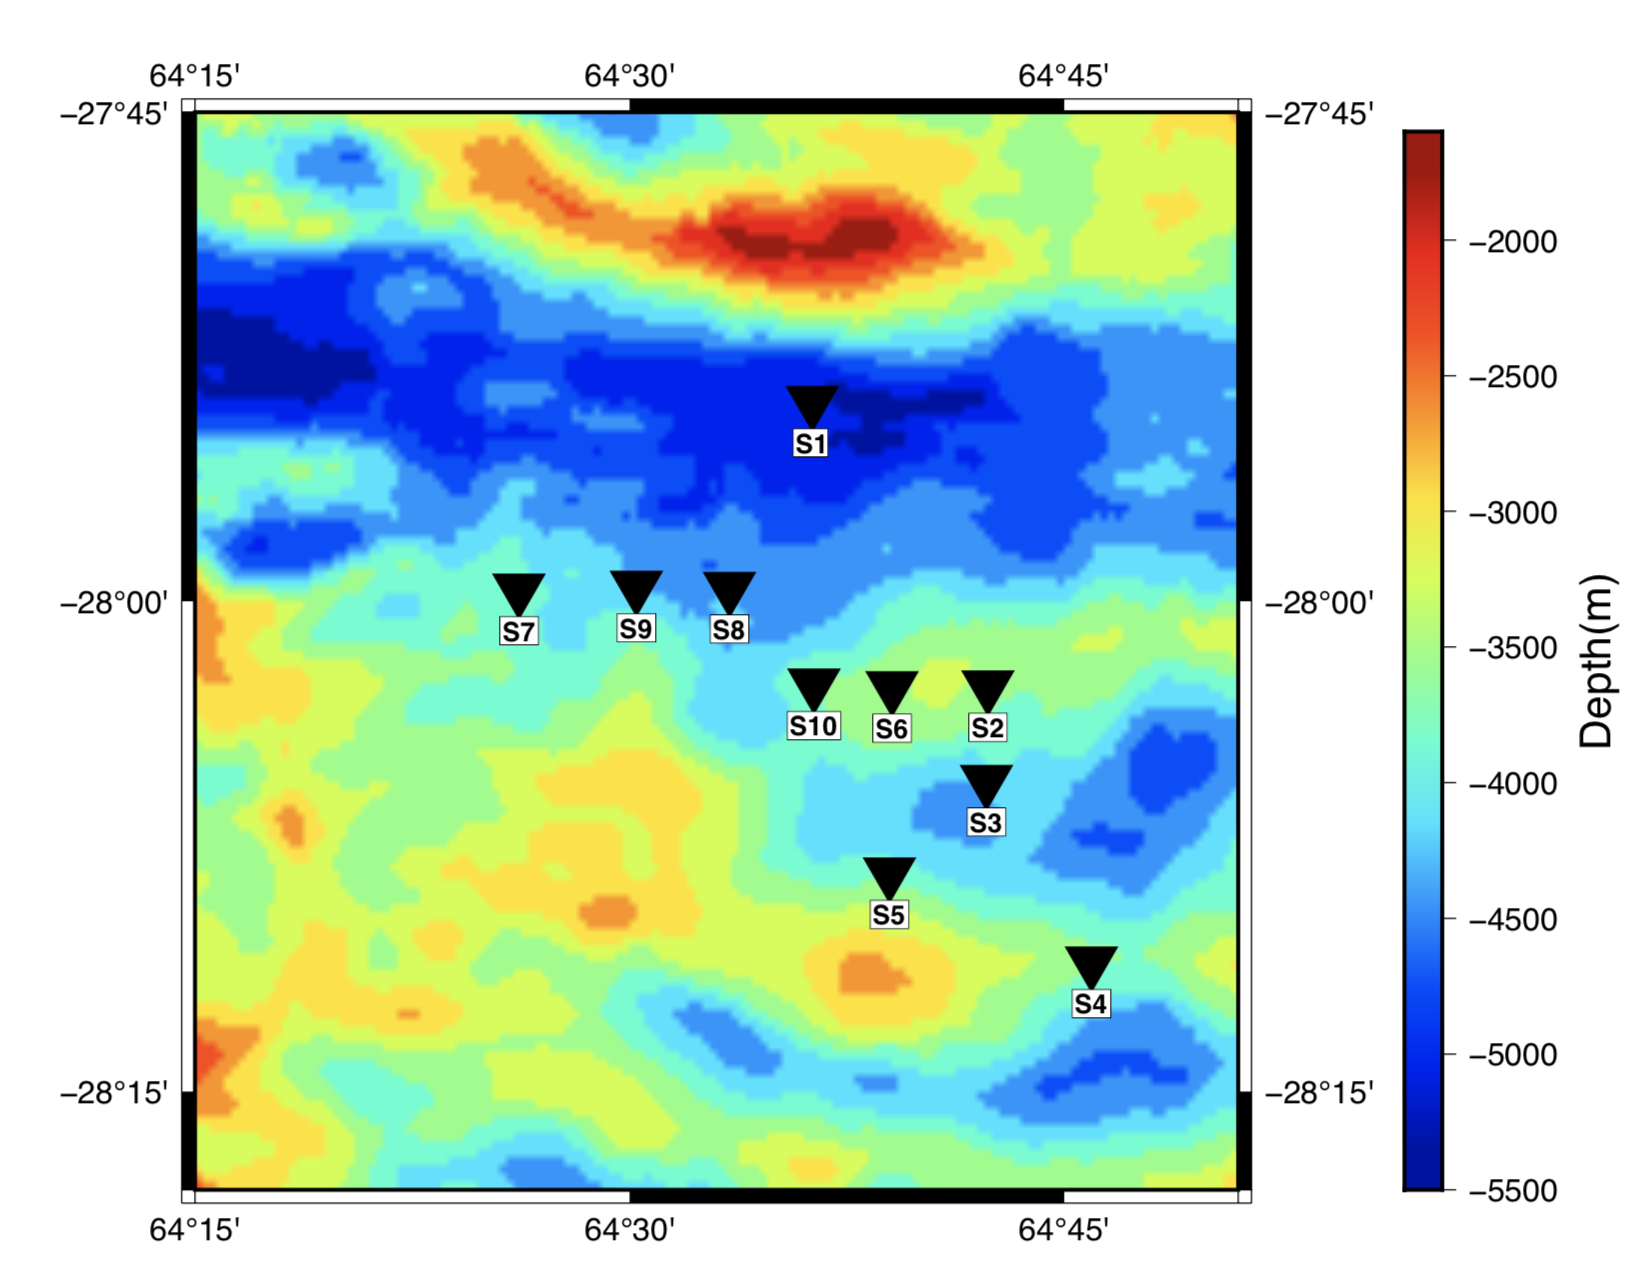 64°15' 64°30' 64°45'
−27°45' −27°45'
−2000
−2500
S1
−3000
−28°00' −28°00'
S7 S9 S8
−3500
S10 S6 S2
Depth(m)
−4000
S3
−4500
S5
S4
−5000
−28°15' −28°15'
−5500
64°15' 64°30' 64°45'